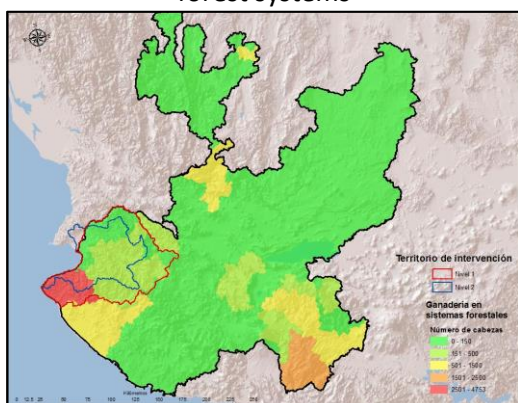 forest systems
Territorio de intervención
Nivel 1
Nivel 2
Ganadería en
sistemas forestales
Número de cabezas
0 - 150
151 - 500
501 - 1500
1501 - 2500
2501 - 4753
Kilómetros